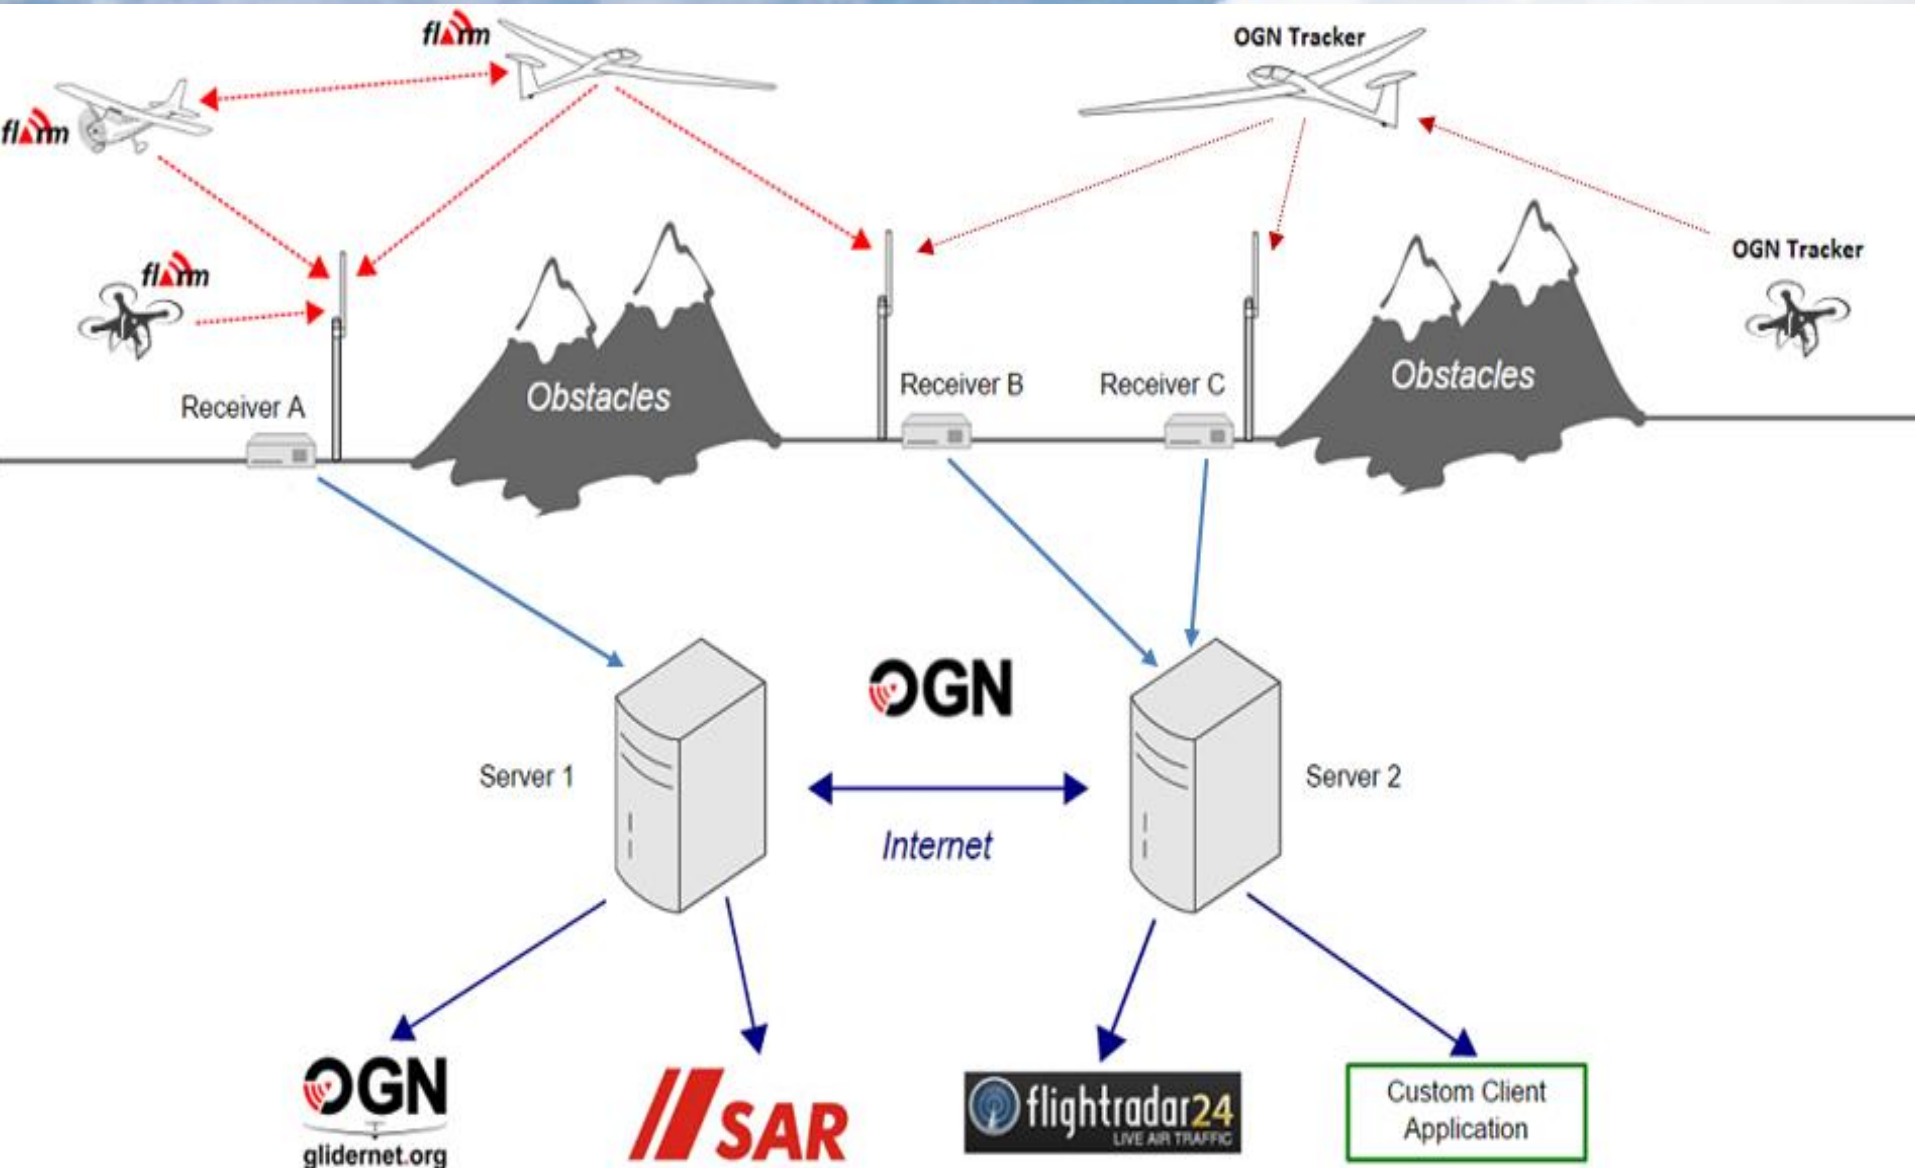 flarm
OGN Tracker
flarm
flarm
OGN Tracker
Obstacles
Obstacles
Receiver A
Receiver B
Receiver C
OGN
Server 1
Server 2
Internet
OGN
glidernet.org
SAR
flightradar24
LIVE AIR TRAFFIC
Custom Client
Application